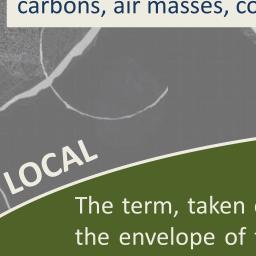 carbons, air masses, co
LOCAL
The term, taken
the envelope of